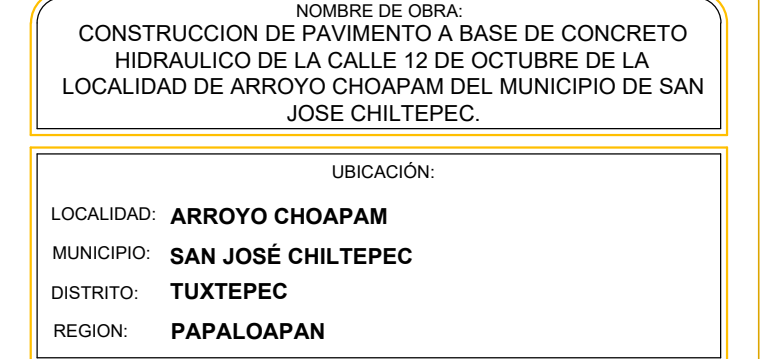 NOMBRE DE OBRA:
CONSTRUCCION DE PAVIMENTO A BASE DE CONCRETO
HIDRAULICO DE LA CALLE 12 DE OCTUBRE DE LA
LOCALIDAD DE ARROYO CHOAPAM DEL MUNICIPIO DE SAN
JOSE CHILTEPEC.
UBICACIÓN:
LOCALIDAD: ARROYO CHOAPAM
MUNICIPIO: SAN JOSÉ CHILTEPEC
DISTRITO: TUXTEPEC
REGION: PAPALOAPAN